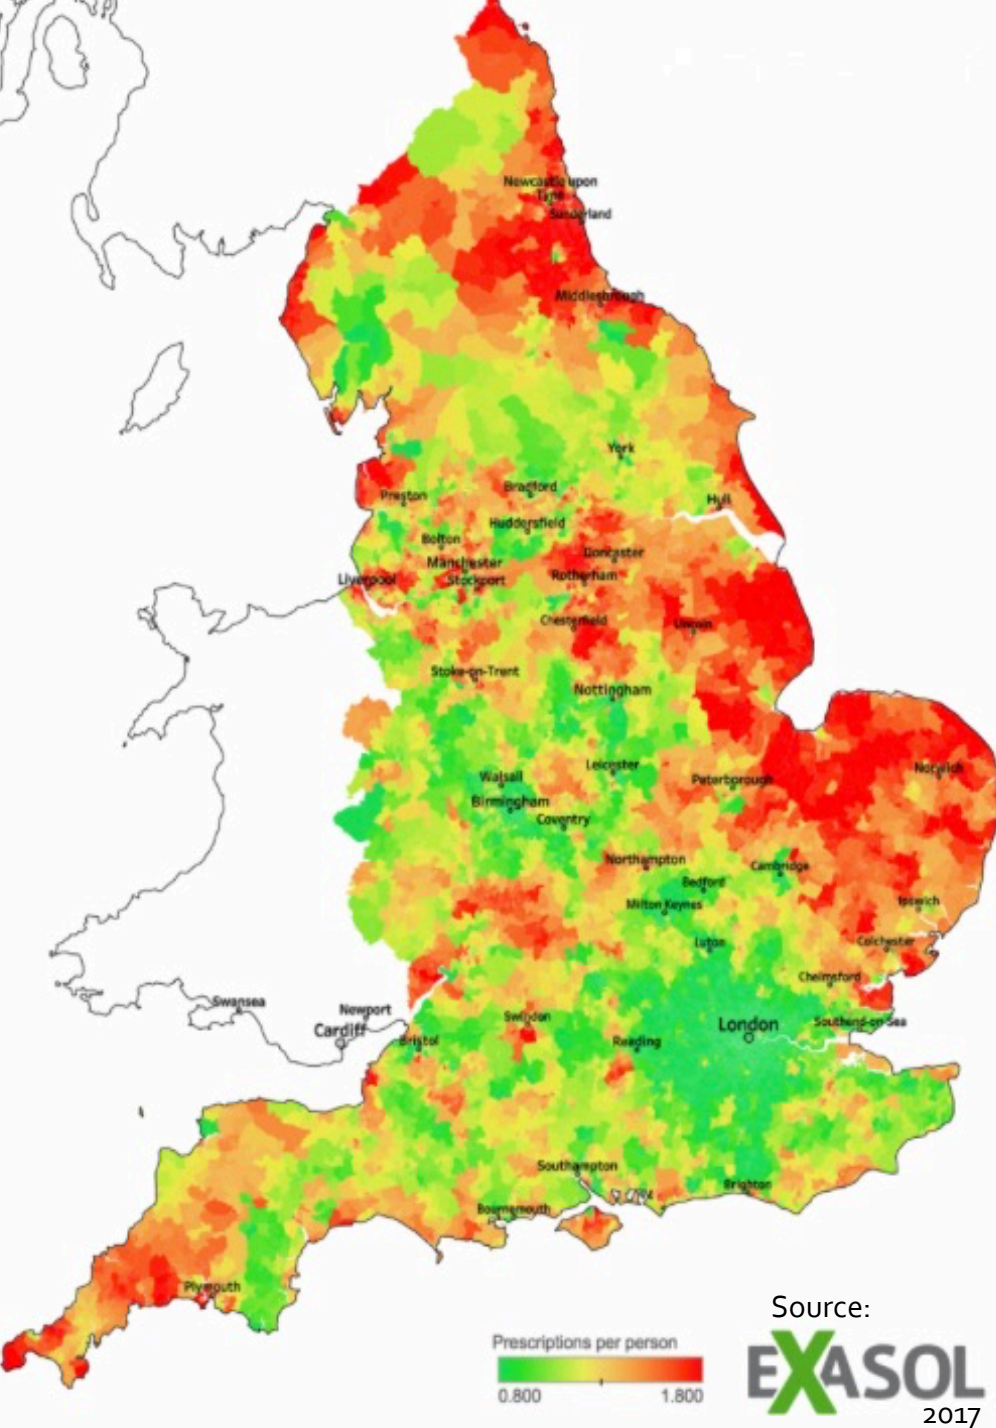 Newcastle upon
Tyne
Sunderland
Middlesbrough
York
Preston
Bradford
Hull
Huddersfield
Bolton
Doncaster
Manchester
Liverpool
Stockport
Rotherham
Chesterfield
Lincoln
Stoke-on-Trent
Nottingham
Leicester
Norwich
Walsall
Peterborough
Birmingham
Coventry
Northampton
Cambridge
Bedford
Milton Keynes
Ipswich
Luton
Colchester
Chelmsford
Swansea
Newport
Swindon
London
Southend-on-Sea
Cardiff
Bristol
Reading
Southampton
Brighton
Bournemouth
Plymouth
Source:
Prescriptions per person
EXASOL
0.800
1.800
2017